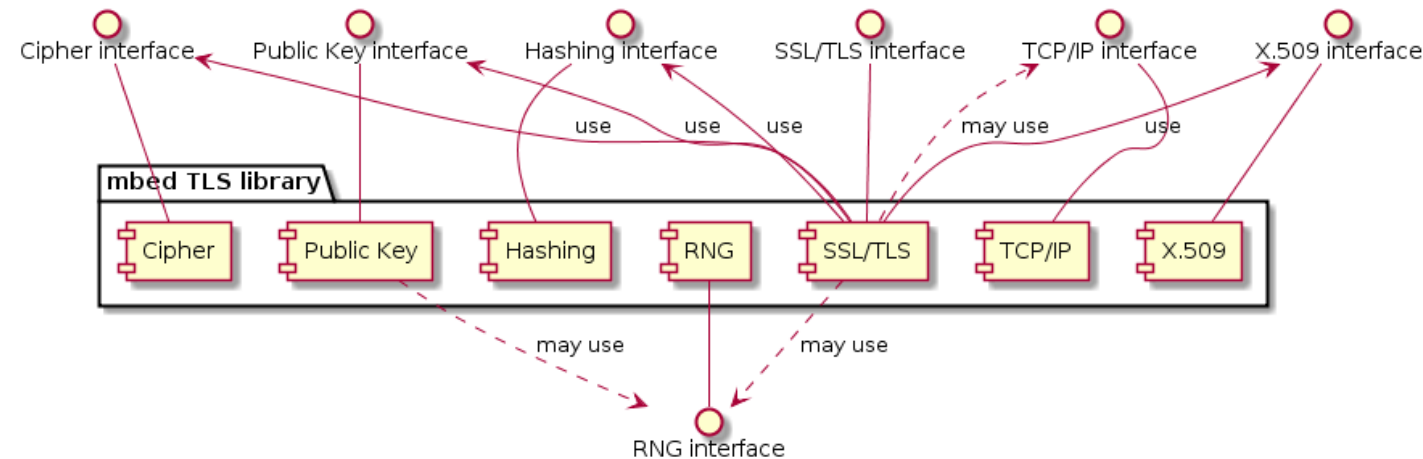 Cipher interface
Public Key interface
Hashing interface
SSL/TLS interface
TCP/IP interface
X.509 interface
use
use
use
may use
use
mbed TLS library
Cipher
Public Key
Hashing
RNG
SSL/TLS
TCP/IP
X.509
may use
may use
RNG interface